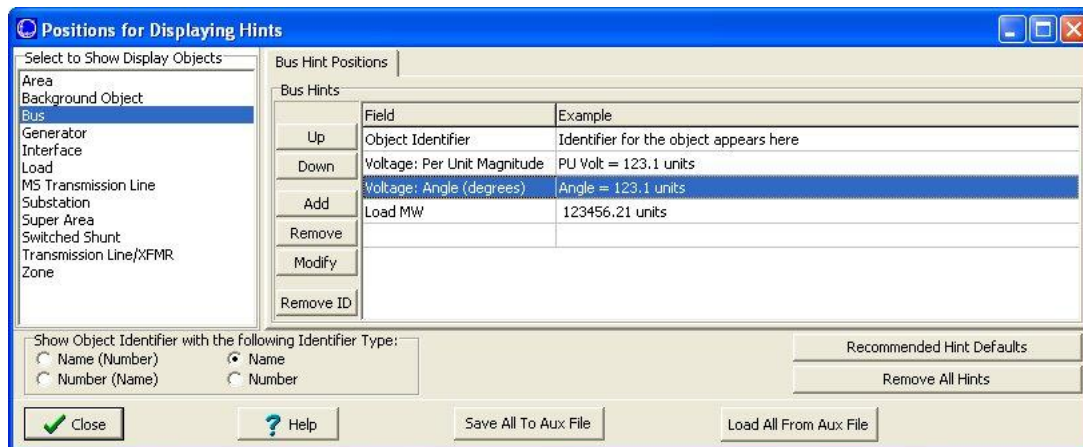 Positions for Displaying Hints
Select to Show Display Objects
Area
Background Object
Bus
Generator
Interface
Load
MS Transmission Line
Substation
Super Area
Switched Shunt
Transmission Line/XFMR
Zone
Bus Hint Positions
Bus Hints
Up
Down
Add
Remove
Modify
Remove ID
Field Example
Object Identifier Identifier for the object appears here
Voltage: Per Unit Magnitude PU Volt = 123.1 units
Voltage: Angle (degrees) Angle = 123.1 units
Load MW 123456.21 units
Show Object Identifier with the following Identifier Type:
Name (Number) Name
Number (Name) Number
Recommended Hint Defaults
Remove All Hints
Close ? Help Save All To Aux File Load All From Aux File